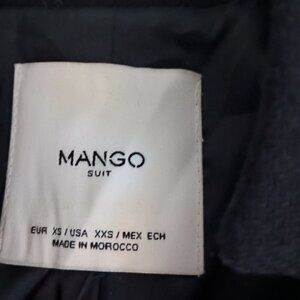 MANGO
SUIT
EUR XS / USA XXS / MEX ECH
MADE IN MOROCCO